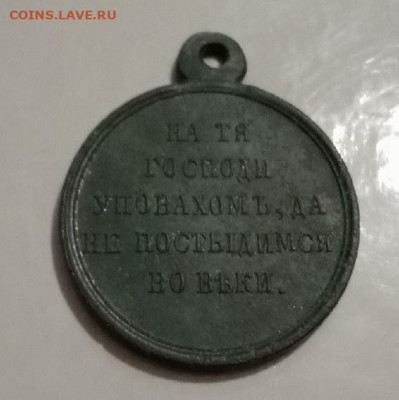 COINS.LAVE.RU
НА ТЯ
ГОСПОДИ
УПОВАХОМЪ, ДА
НЕ ПОСТЫДИМСЯ
ВО ВѢКИ.